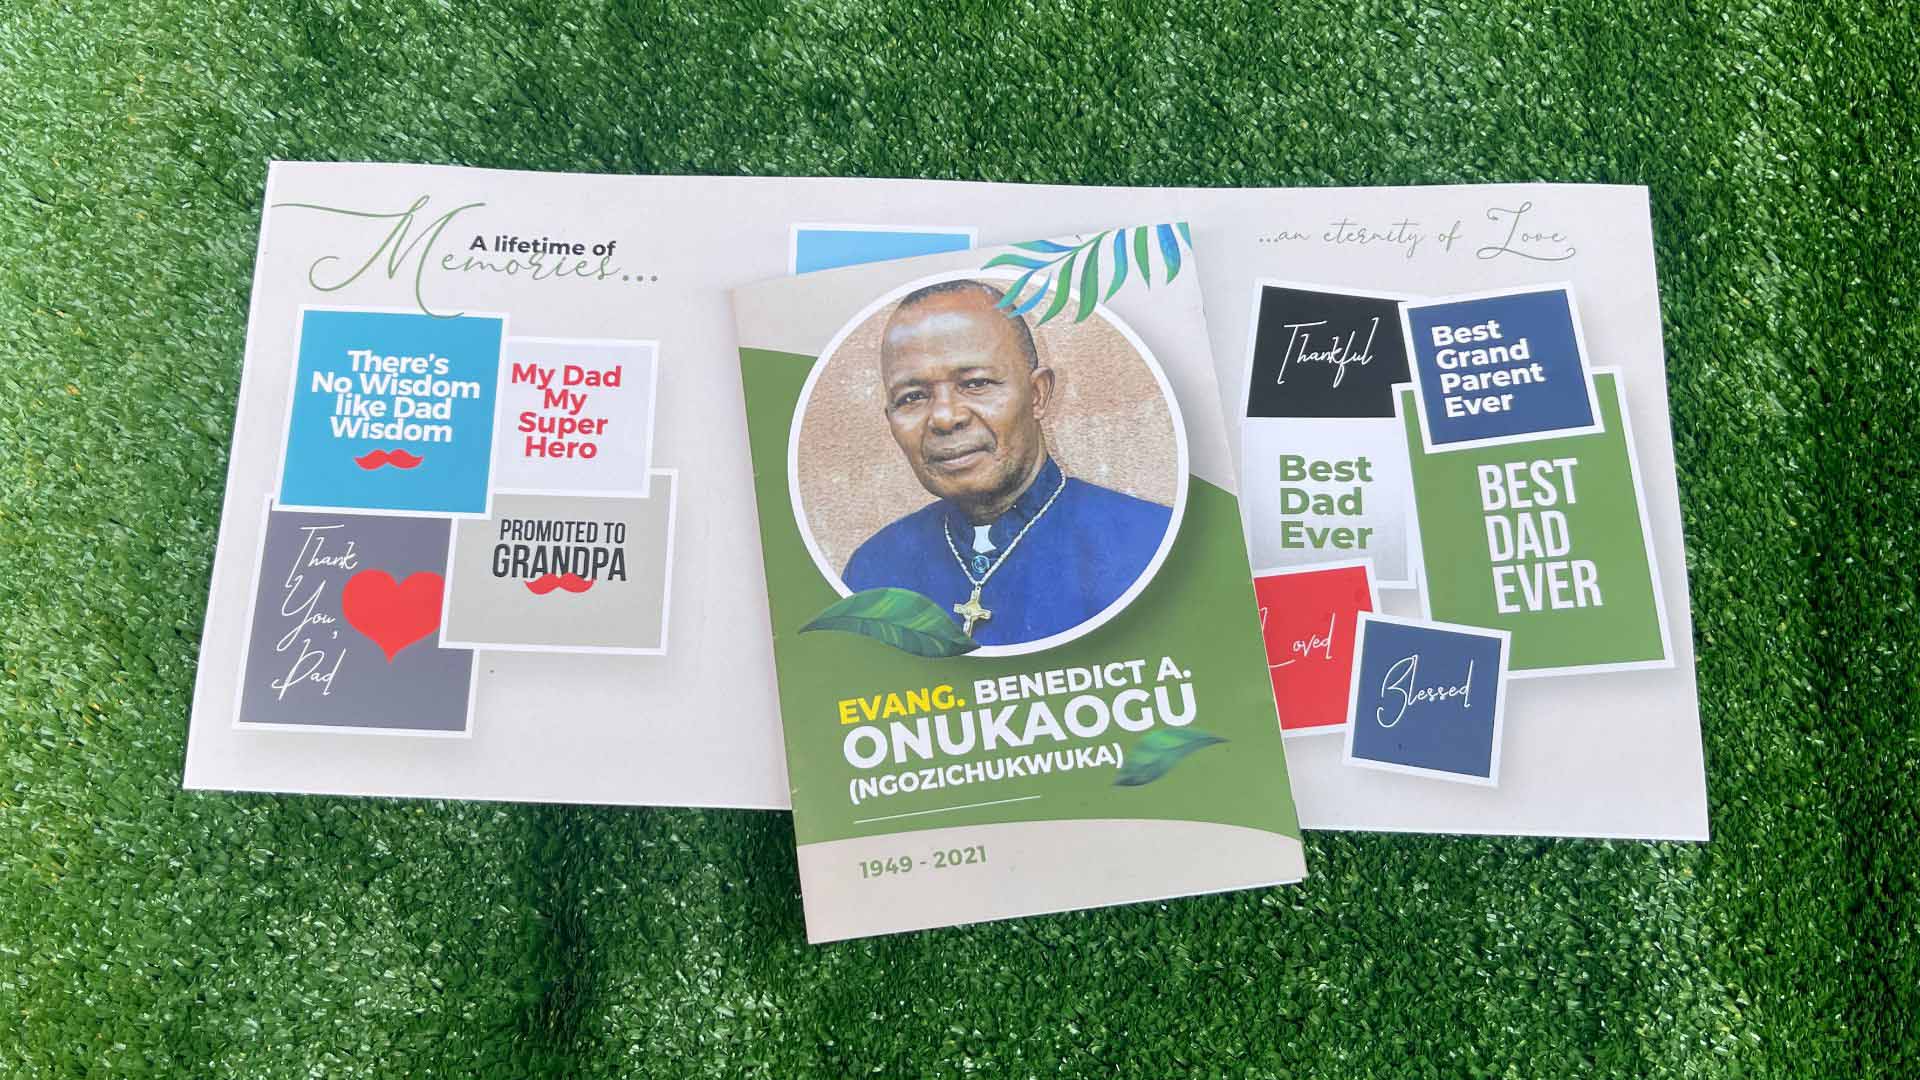 A lifetime of
Memories...
There's
No Wisdom
like Dad
Wisdom
My Dad
My
Super
Hero
Thank
You,
Dad
PROMOTED TO
GRANDPA
EVANG. BENEDICT A.
ONUKAOGU
(NGOZICHUKWUKA)
1949 - 2021
...an eternity of Love
Thankful
Best
Grand
Parent
Ever
Best
Dad
Ever
BEST
DAD
EVER
Loved
Blessed